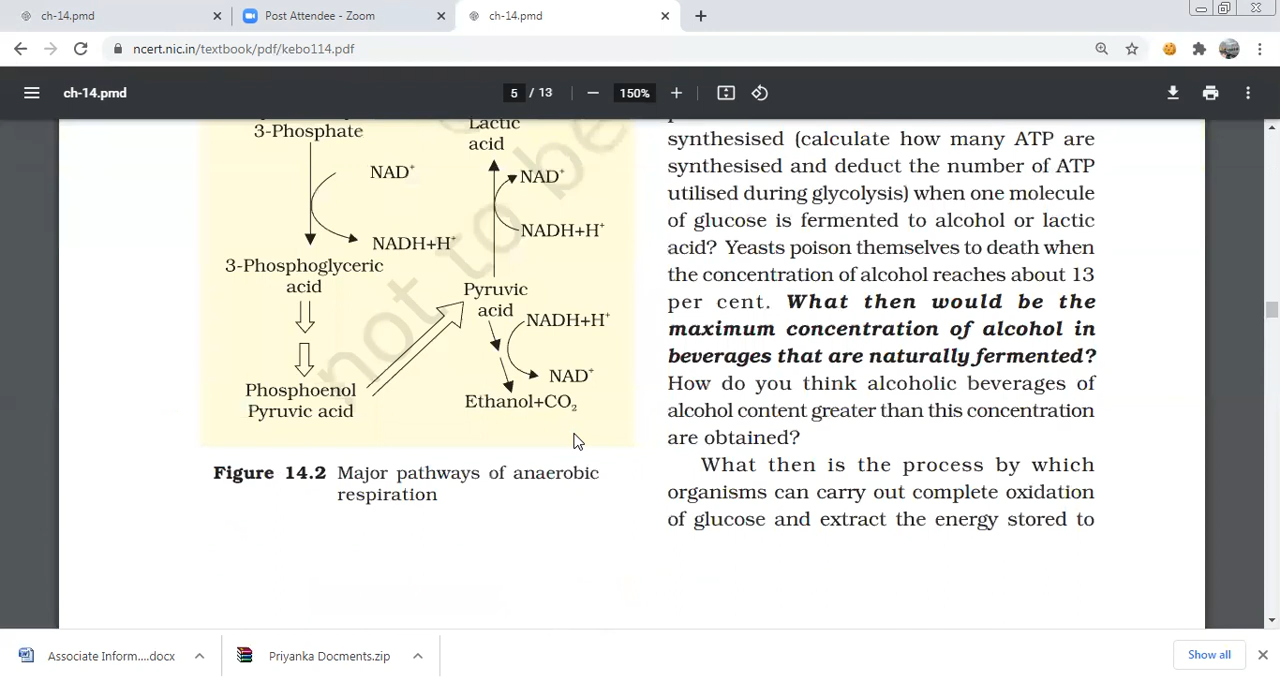 ch-14.pmd
Post Attendee - Zoom
ch-14.pmd
ncert.nic.in/textbook/pdf/kebo114.pdf
ch-14.pmd
5 / 13
150%
3-Phosphate
NAD+
NADH+H+
3-Phosphoglyceric
acid
Phosphoenol
Pyruvic acid
Lactic
acid
NAD+
NADH+H+
Pyruvic
acid
NADH+H+
NAD+
Ethanol+CO2
not to be
Figure 14.2 Major pathways of anaerobic
respiration
synthesised (calculate how many ATP are
synthesised and deduct the number of ATP
utilised during glycolysis) when one molecule
of glucose is fermented to alcohol or lactic
acid? Yeasts poison themselves to death when
the concentration of alcohol reaches about 13
per cent. What then would be the
maximum concentration of alcohol in
beverages that are naturally fermented?
How do you think alcoholic beverages of
alcohol content greater than this concentration
are obtained?
What then is the process by which
organisms can carry out complete oxidation
of glucose and extract the energy stored to
Associate Inform....docx
Priyanka Docments.zip
Show all